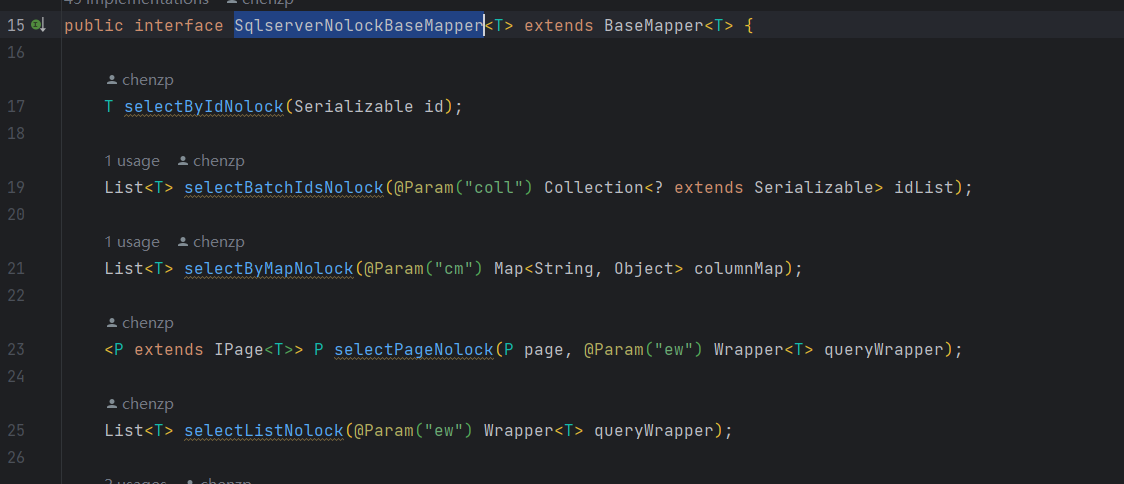 45 implementations chenzp
15 public interface SqlserverNolockBaseMapper<T> extends BaseMapper<T> {
16
chenzp
17 T selectByIdNolock(Serializable id);
18
1 usage chenzp
19 List<T> selectBatchIdsNolock(@Param("coll") Collection<? extends Serializable> idList);
20
1 usage chenzp
21 List<T> selectByMapNolock(@Param("cm") Map<String, Object> columnMap);
22
chenzp
23 <P extends IPage<T>> P selectPageNolock(P page, @Param("ew") Wrapper<T> queryWrapper);
24
chenzp
25 List<T> selectListNolock(@Param("ew") Wrapper<T> queryWrapper);
26
usages chenzp